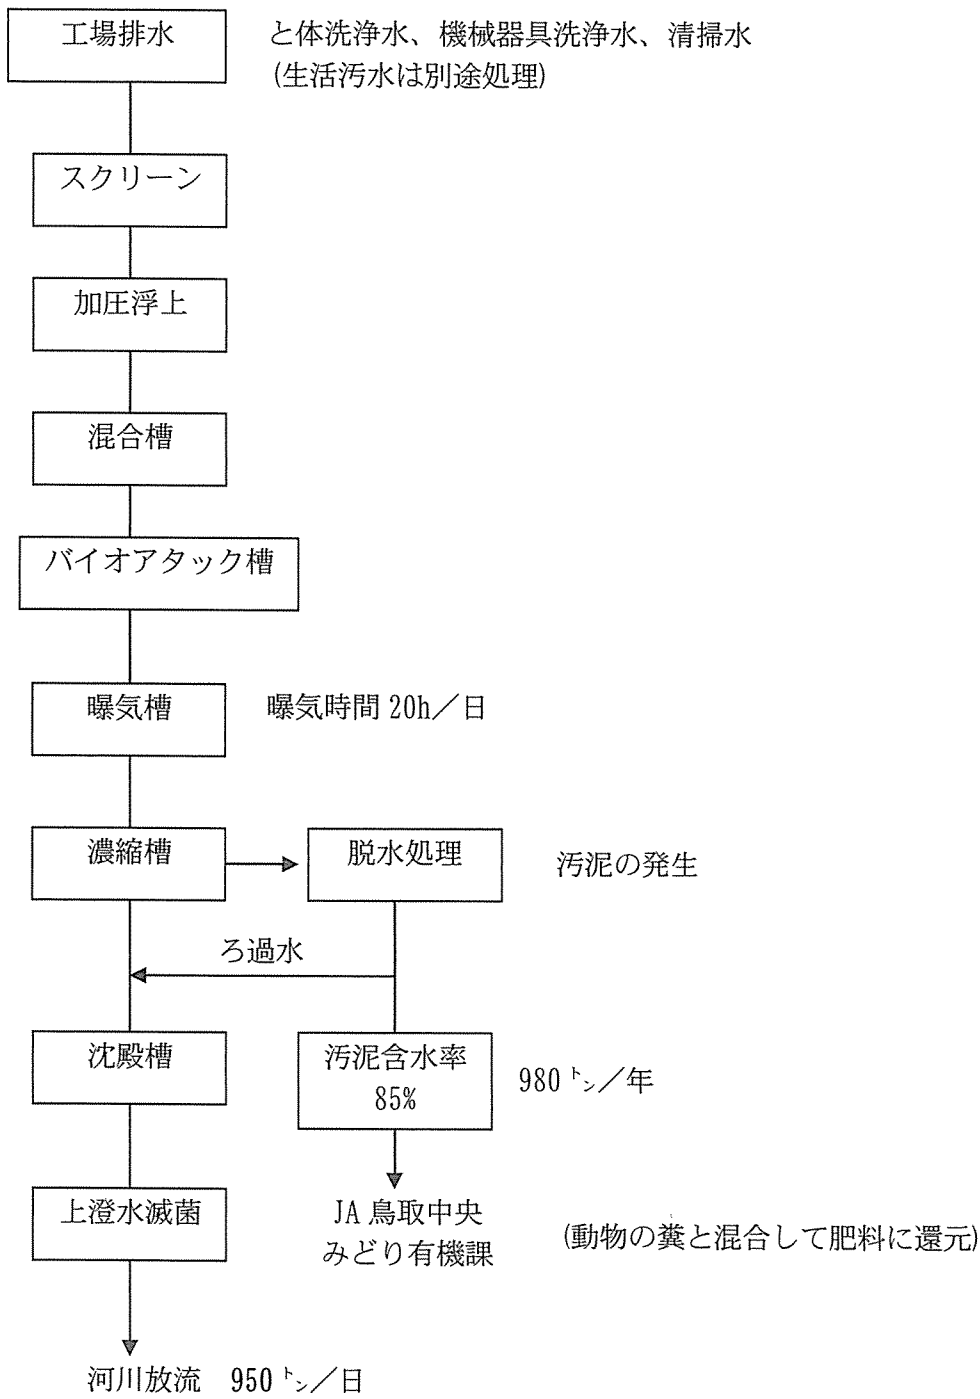 工場排水
と体洗浄水、機械器具洗浄水、清掃水
(生活汚水は別途処理)
スクリーン
加圧浮上
混合槽
バイオアタック槽
曝気槽
曝気時間 20h／日
濃縮槽
脱水処理
汚泥の発生
ろ過水
沈殿槽
汚泥含水率
85%
980 ㌧／年
上澄水滅菌
JA 鳥取中央
みどり有機課
(動物の糞と混合して肥料に還元)
河川放流 950 ㌧／日